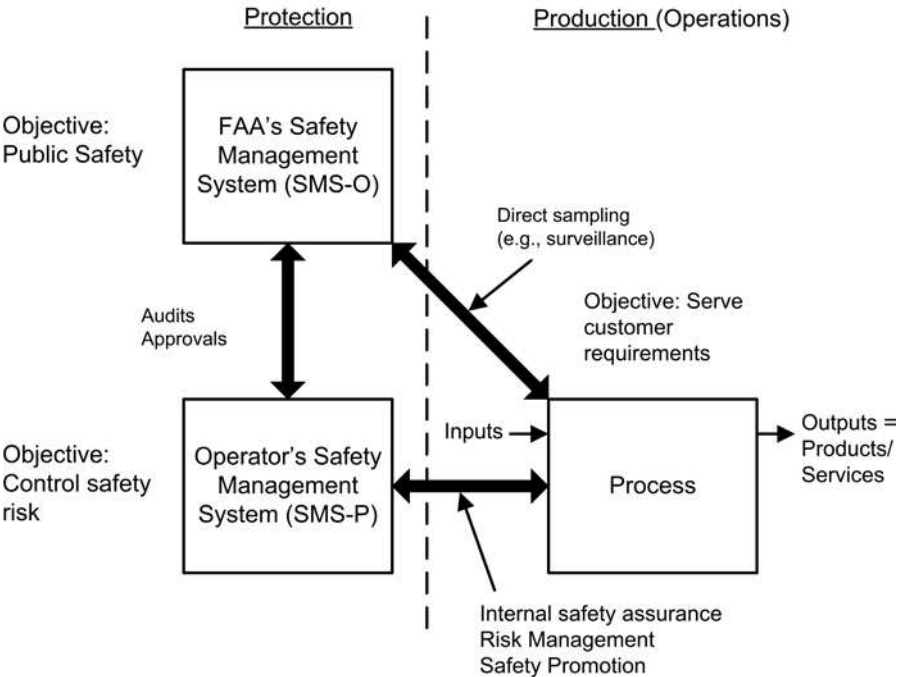 Protection
Production (Operations)
Objective:
Public Safety
FAA's Safety
Management
System (SMS-O)
Direct sampling
(e.g., surveillance)
Audits
Approvals
Objective: Serve
customer
requirements
Objective:
Control safety
risk
Operator's Safety
Management
System (SMS-P)
Inputs
Process
Outputs =
Products/
Services
Internal safety assurance
Risk Management
Safety Promotion